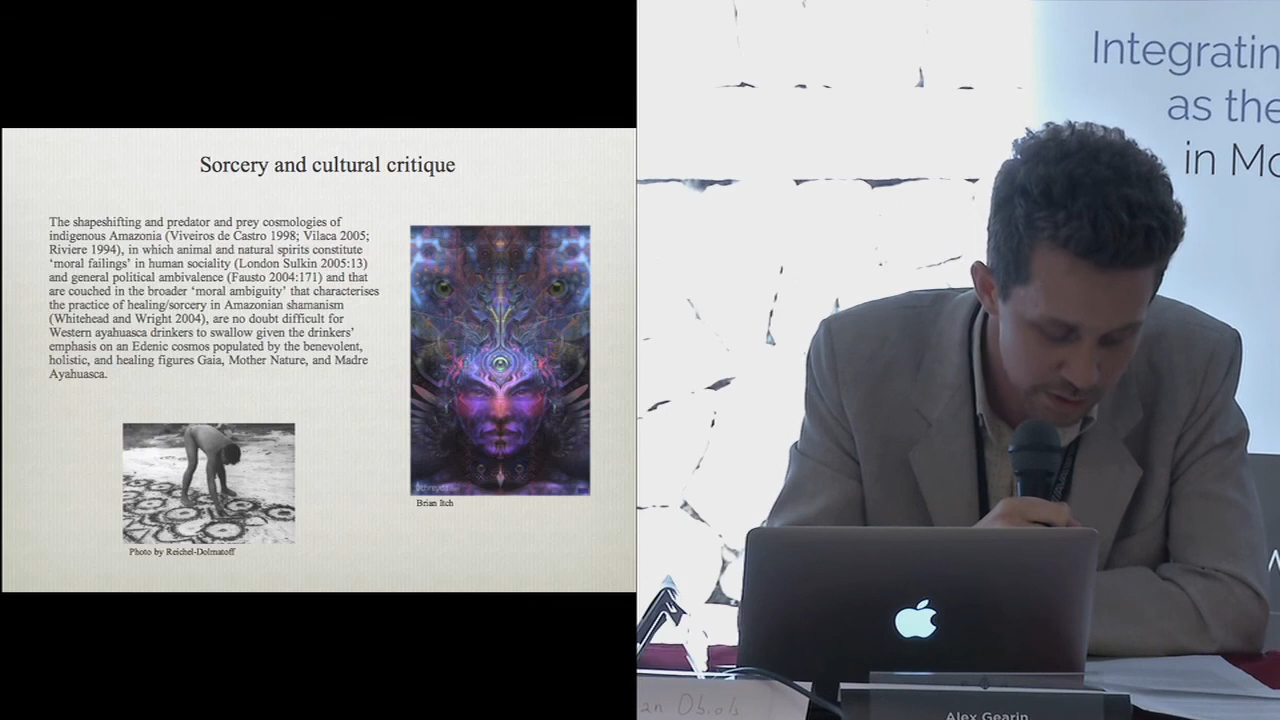 Sorcery and cultural critique
The shapeshifting and predator and prey cosmologies of
indigenous Amazonia (Viveiros de Castro 1998; Vilaca 2005;
Riviere 1994), in which animal and natural spirits constitute
‘moral failings’ in human sociality (London Sulkin 2005:13)
and general political ambivalence (Fausto 2004:171) and that
are couched in the broader ‘moral ambiguity’ that characterises
the practice of healing/sorcery in Amazonian shamanism
(Whitehead and Wright 2004), are no doubt difficult for
Western ayahuasca drinkers to swallow given the drinkers’
emphasis on an Edenic cosmos populated by the benevolent,
holistic, and healing figures Gaia, Mother Nature, and Madre
Ayahuasca.
Brian Itch
Photo by Reichel-Dolmatoff
Integratin
as the
in Mo
Alex Gearin